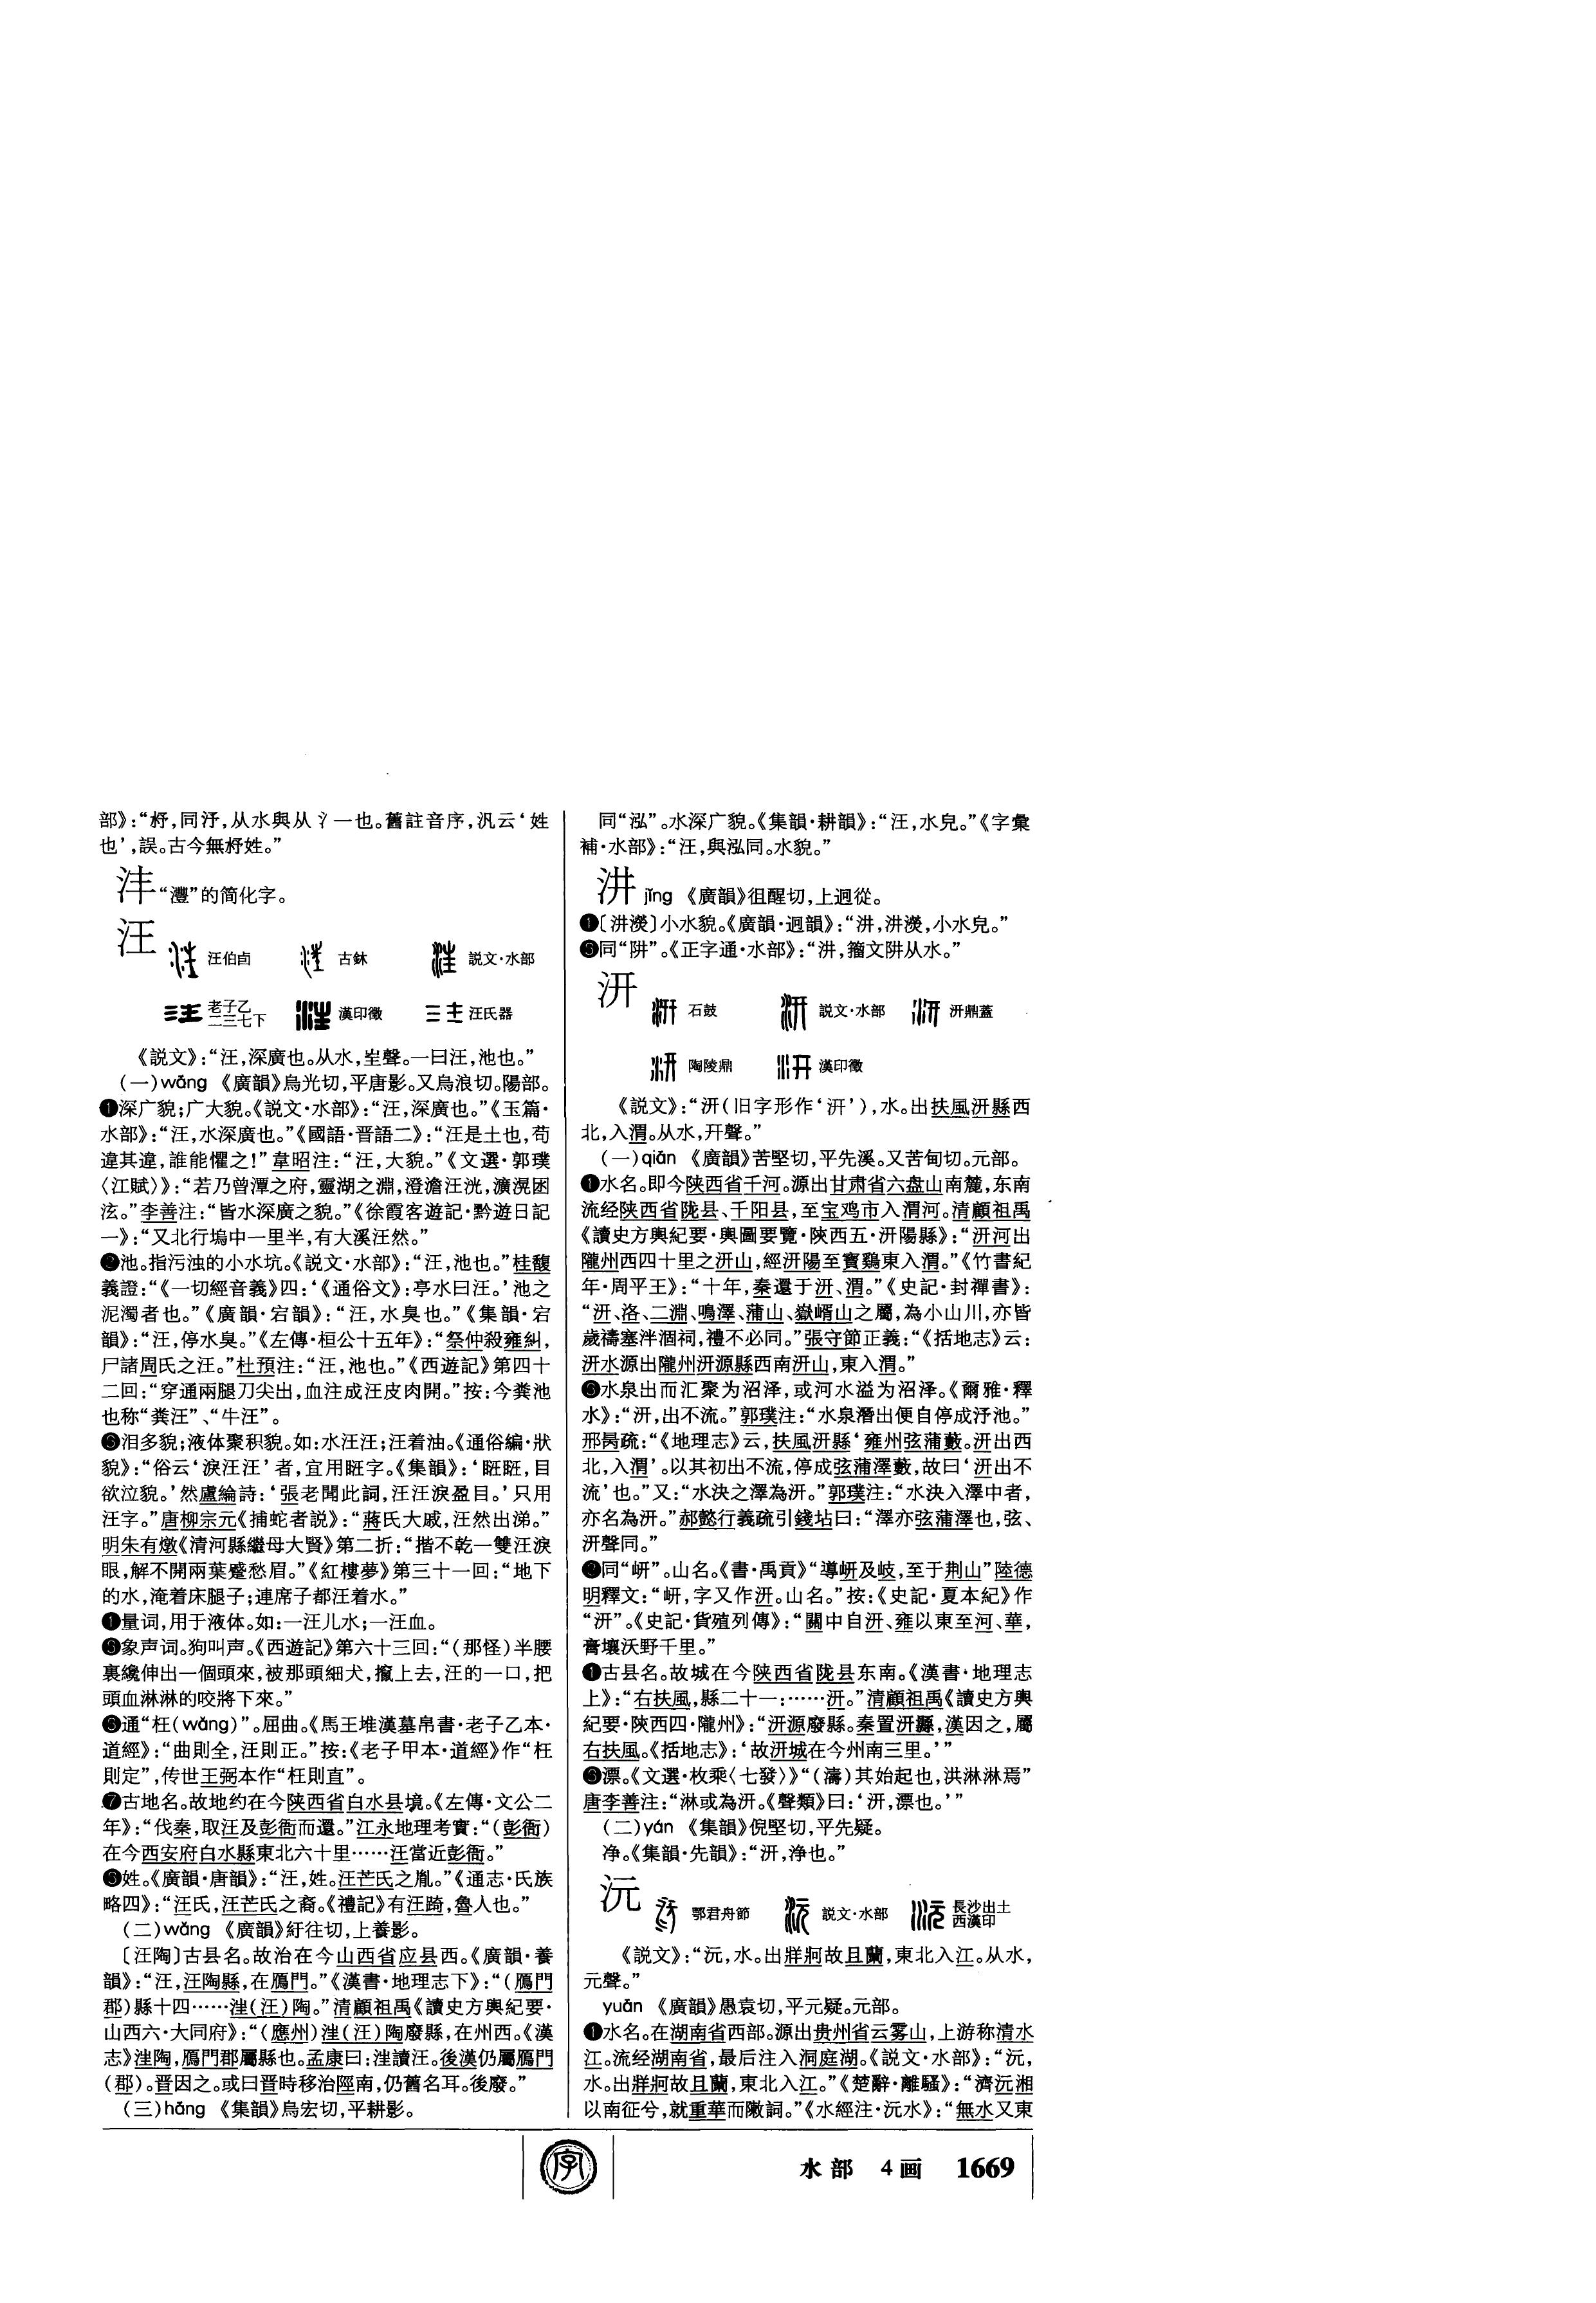 部》：“㭒，同汿，从水與从氵一也。舊註音序，汎云‘姓
也’，誤。古今無㭒姓。”
沣“灃”的简化字。
汪
汪伯卣 古鉥 説文·水部
老子乙二三七下 漢印徵 汪氏器
《説文》：“汪，深廣也。从水，㞷聲。一曰汪，池也。”
（一）wāng 《廣韻》烏光切，平唐影。又烏浪切。陽部。
❶深广貌；广大貌。《説文·水部》：“汪，深廣也。”《玉篇·
水部》：“汪，水深廣也。”《國語·晋語二》：“汪是土也，苟
違其違，誰能懼之！”韋昭注：“汪，大貌。”《文選·郭璞
〈江賦〉》：“若乃曾潭之府，靈湖之淵，澄澹汪洸，瀇滉囦
泫。”李善注：“皆水深廣之貌。”《徐霞客遊記·黔遊日記
一》：“又北行塢中一里半，有大溪汪然。”
❷池。指污浊的小水坑。《説文·水部》：“汪，池也。”桂馥
義證：“《一切經音義》四：‘《通俗文》：亭水曰汪。’池之
泥濁者也。”《廣韻·宕韻》：“汪，水臭也。”《集韻·宕
韻》：“汪，停水臭。”《左傳·桓公十五年》：“祭仲殺雍糾，
尸諸周氏之汪。”杜預注：“汪，池也。”《西遊記》第四十
二回：“穿通兩腿刀尖出，血注成汪皮肉開。”按：今粪池
也称“粪汪”、“牛汪”。
❸泪多貌；液体聚积貌。如：水汪汪；汪着油。《通俗編·狀
貌》：“俗云‘淚汪汪’者，宜用眐字。《集韻》：‘眐眐，目
欲泣貌。’然盧綸詩：‘張老聞此詞，汪汪淚盈目。’只用
汪字。”唐柳宗元《捕蛇者説》：“蔣氏大戚，汪然出涕。”
明朱有燉《清河縣繼母大賢》第二折：“揩不乾一雙汪淚
眼，解不開兩葉蹙愁眉。”《紅樓夢》第三十一回：“地下
的水，淹着床腿子；連席子都汪着水。”
❶量词，用于液体。如：一汪儿水；一汪血。
❸象声词。狗叫声。《西遊記》第六十三回：“（那怪）半腰
裏纔伸出一個頭來，被那頭細犬，攛上去，汪的一口，把
頭血淋淋的咬將下來。”
❸通“枉（wǎng）”。屈曲。《馬王堆漢墓帛書·老子乙本·
道經》：“曲則全，汪則正。”按：《老子甲本·道經》作“枉
則定”，传世王弼本作“枉則直”。
❼古地名。故地约在今陕西省白水县境。《左傳·文公二
年》：“伐秦，取汪及彭衙而還。”江永地理考實：“（彭衙）
在今西安府白水縣東北六十里……汪當近彭衙。”
❸姓。《廣韻·唐韻》：“汪，姓。汪芒氏之胤。”《通志·氏族
略四》：“汪氏，汪芒氏之裔。《禮記》有汪踦，魯人也。”
（二）wǎng 《廣韻》紆往切，上養影。
〔汪陶〕古县名。故治在今山西省应县西。《廣韻·養
韻》：“汪，汪陶縣，在鴈門。”《漢書·地理志下》：“（鴈門
郡）縣十四……洼（汪）陶。”清顧祖禹《讀史方輿紀要·
山西六·大同府》：“（應州）洼（汪）陶廢縣，在州西。《漢
志》洼陶，鴈門郡屬縣也。孟康曰：洼讀汪。後漢仍屬鴈門
（郡）。晋因之。或曰晋時移治陘南，仍舊名耳。後廢。”
（三）hóng 《集韻》烏宏切，平耕影。
同“泓”。水深广貌。《集韻·耕韻》：“汪，水皃。”《字彙
補·水部》：“汪，與泓同。水貌。”
汫 jǐng 《廣韻》徂醒切，上迥從。
❶〔汫濙〕小水貌。《廣韻·迥韻》：“汫，汫濙，小水皃。”
❸同“阱”。《正字通·水部》：“汫，籀文阱从水。”
汧
石鼓 説文·水部 汧鼎蓋
陶陵鼎 漢印徵
《説文》：“汧（旧字形作‘汧’），水。出扶風汧縣西
北，入渭。从水，幵聲。”
（一）qiān 《廣韻》苦堅切，平先溪。又苦甸切。元部。
❶水名。即今陕西省千河。源出甘肃省六盘山南麓，东南
流经陕西省陇县、千阳县，至宝鸡市入渭河。清顧祖禹
《讀史方輿紀要·輿圖要覽·陝西五·汧陽縣》：“汧河出
隴州西四十里之汧山，經汧陽至寶鷄東入渭。”《竹書紀
年·周平王》：“十年，秦還于汧、渭。”《史記·封禪書》：
“汧、洛、二淵、鳴澤、蒲山、嶽㟧山之屬，為小山川，亦皆
歲禱塞泮涸祠，禮不必同。”張守節正義：“《括地志》云：
汧水源出隴州汧源縣西南汧山，東入渭。”
❸水泉出而汇聚为沼泽，或河水溢为沼泽。《爾雅·釋
水》：“汧，出不流。”郭璞注：“水泉潛出便自停成汙池。”
邢昺疏：“《地理志》云，扶風汧縣‘雍州弦蒲藪。汧出西
北，入渭’。以其初出不流，停成弦蒲澤藪，故曰‘汧出不
流’也。”又：“水決之澤為汧。”郭璞注：“水決入澤中者，
亦名為汧。”郝懿行義疏引錢坫曰：“澤亦弦蒲澤也，弦、
汧聲同。”
❷同“岍”。山名。《書·禹貢》“導岍及岐，至于荆山”陸德
明釋文：“岍，字又作汧。山名。”按：《史記·夏本紀》作
“汧”。《史記·貨殖列傳》：“關中自汧、雍以東至河、華，
膏壤沃野千里。”
❶古县名。故城在今陕西省陇县东南。《漢書·地理志
上》：“右扶風，縣二十一：……汧。”清顧祖禹《讀史方輿
紀要·陝西四·隴州》：“汧源廢縣。秦置汧縣，漢因之，屬
右扶風。《括地志》：‘故汧城在今州南三里。’”
❸漂。《文選·枚乘〈七發〉》“（濤）其始起也，洪淋淋焉”
唐李善注：“淋或為汧。《聲類》曰：‘汧，漂也。’”
（二）yán 《集韻》倪堅切，平先疑。
净。《集韻·先韻》：“汧，净也。”
沅
鄂君舟節 説文·水部 長沙出土西漢印
《説文》：“沅，水。出牂牁故且蘭，東北入江。从水，
元聲。”
yuán 《廣韻》愚袁切，平元疑。元部。
❶水名。在湖南省西部。源出贵州省云雾山，上游称清水
江。流经湖南省，最后注入洞庭湖。《説文·水部》：“沅，
水。出牂牁故且蘭，東北入江。”《楚辭·離騷》：“濟沅湘
以南征兮，就重華而敶詞。”《水經注·沅水》：“無水又東
字
水部 4画 1669